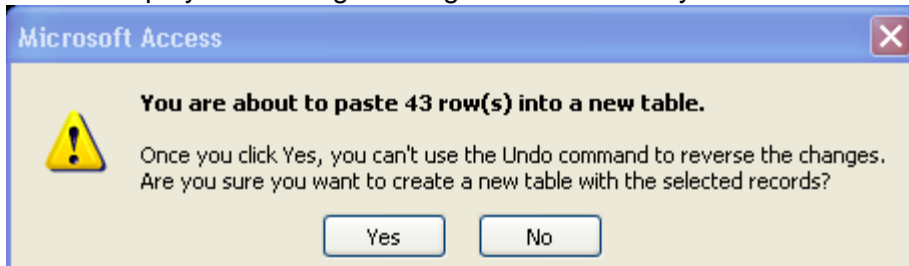 Microsoft Access
You are about to paste 43 row(s) into a new table.
Once you click Yes, you can't use the Undo command to reverse the changes.
Are you sure you want to create a new table with the selected records?
Yes No